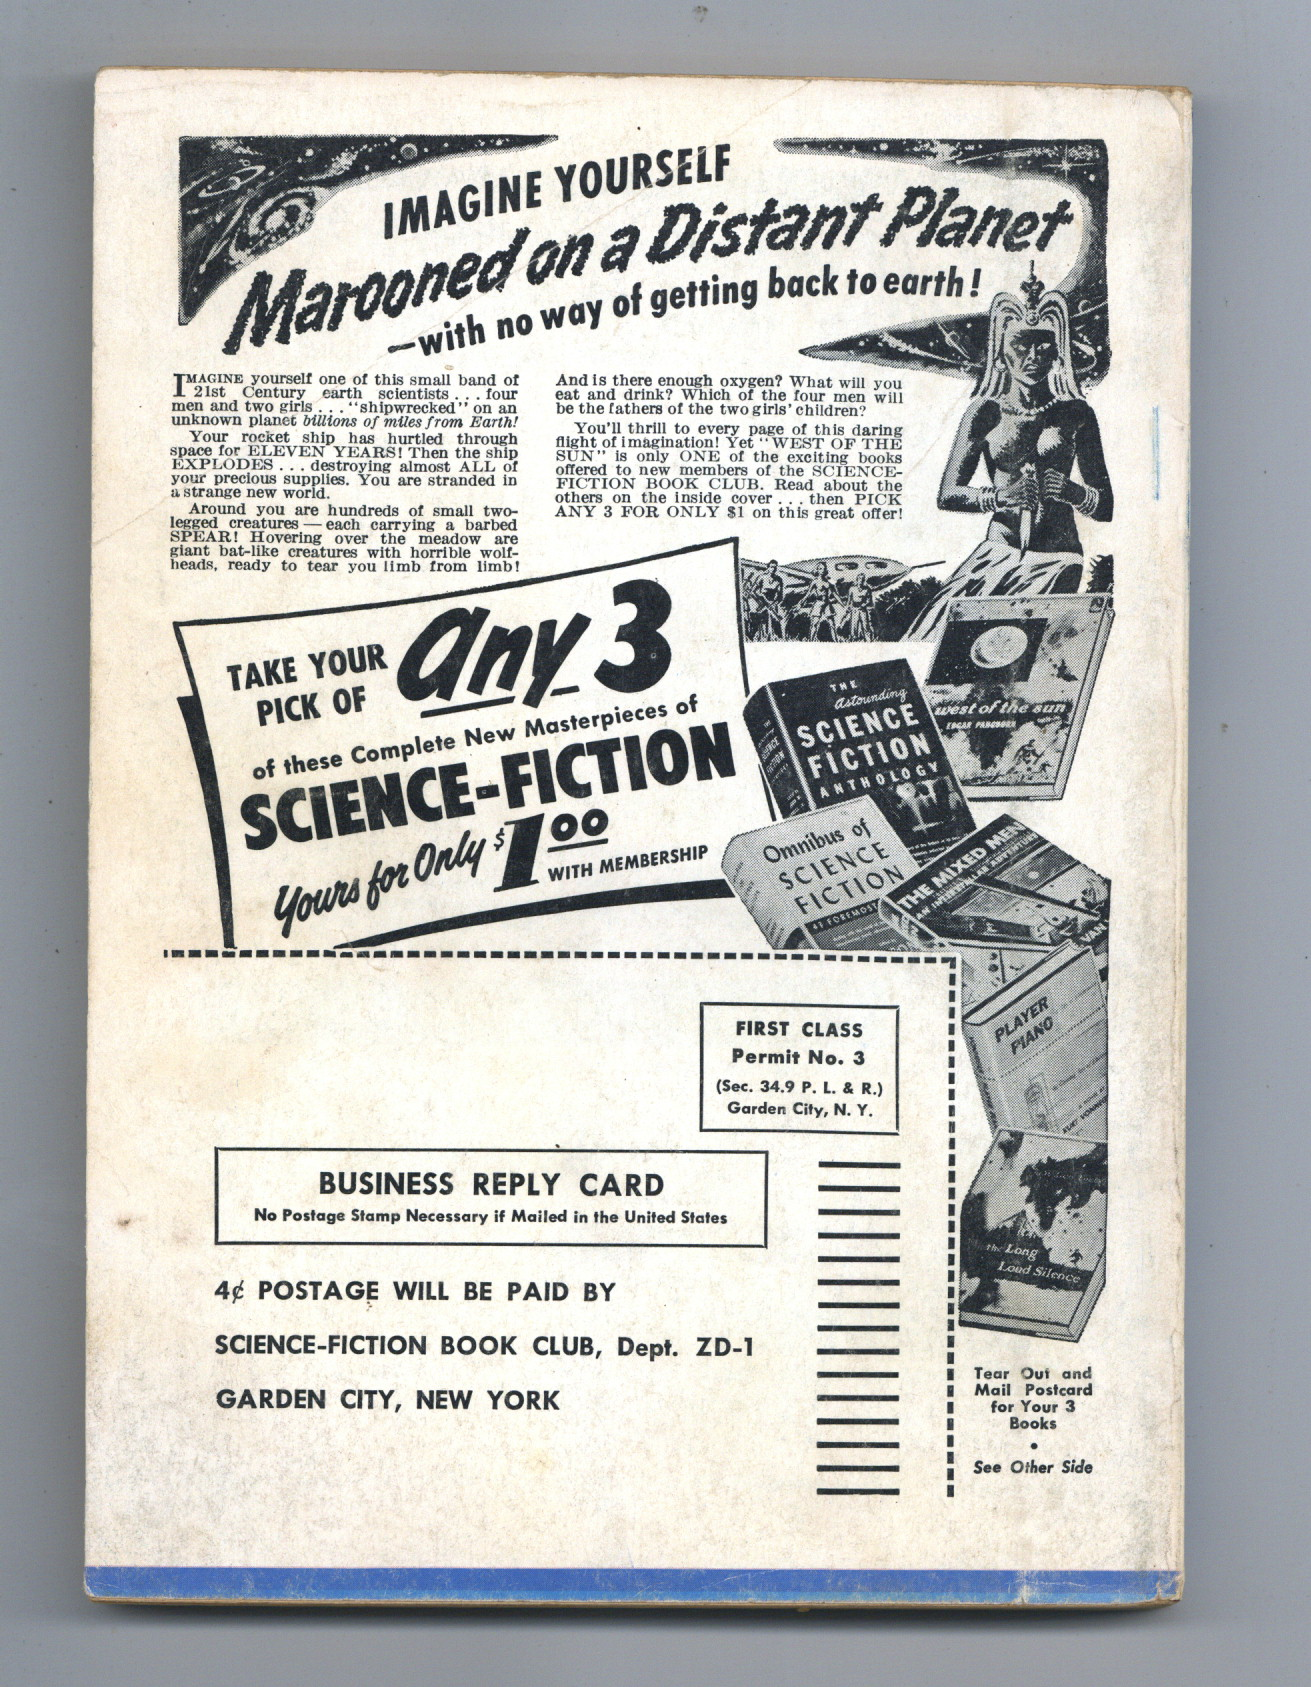 IMAGINE YOURSELF
Marooned on a Distant Planet
—with no way of getting back to earth!
IMAGINE yourself one of this small band of
21st Century earth scientists . . . four
men and two girls . . . "shipwrecked" on an
unknown planet billions of miles from Earth!
Your rocket ship has hurtled through
space for ELEVEN YEARS! Then the ship
EXPLODES . . . destroying almost ALL of
your precious supplies. You are stranded in
a strange new world.
Around you are hundreds of small two-
legged creatures — each carrying a barbed
SPEAR! Hovering over the meadow are
giant bat-like creatures with horrible wolf-
heads, ready to tear you limb from limb!
And is there enough oxygen? What will you
eat and drink? Which of the four men will
be the fathers of the two girls' children?
You'll thrill to every page of this daring
flight of imagination! Yet "WEST OF THE
SUN" is only ONE of the exciting books
offered to new members of the SCIENCE-
FICTION BOOK CLUB. Read about the
others on the inside cover . . . then PICK
ANY 3 FOR ONLY $1 on this great offer!
TAKE YOUR
PICK OF
any 3
of these Complete New Masterpieces of
SCIENCE-FICTION
Yours for Only $1.00
WITH MEMBERSHIP
west of the sun
EDGAR PANGBORN
THE
astounding
SCIENCE
FICTION
ANTHOLOGY
Omnibus of
SCIENCE
FICTION
41 FOREMOST
THE MIXED MEN
AN INTERSTELLAR ADVENTURE
VAN
PLAYER
PIANO
the Long
Loud Silence
FIRST CLASS
Permit No. 3
(Sec. 34.9 P. L. & R.)
Garden City, N. Y.
BUSINESS REPLY CARD
No Postage Stamp Necessary if Mailed in the United States
4¢ POSTAGE WILL BE PAID BY
SCIENCE-FICTION BOOK CLUB, Dept. ZD-1
GARDEN CITY, NEW YORK
Tear Out and
Mail Postcard
for Your 3
Books
•
See Other Side